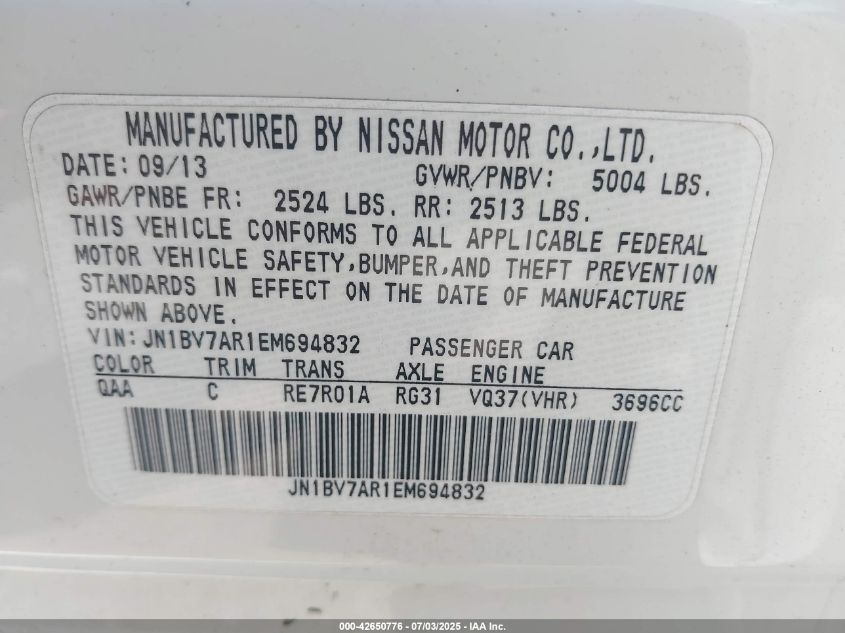 MANUFACTURED BY NISSAN MOTOR CO.,LTD.
DATE: 09/13 GVWR/PNBV: 5004 LBS.
GAWR/PNBE FR: 2524 LBS. RR: 2513 LBS.
THIS VEHICLE CONFORMS TO ALL APPLICABLE FEDERAL
MOTOR VEHICLE SAFETY,BUMPER,AND THEFT PREVENTION
STANDARDS IN EFFECT ON THE DATE OF MANUFACTURE
SHOWN ABOVE.
VIN:JN1BV7AR1EM694832 PASSENGER CAR
COLOR TRIM TRANS AXLE ENGINE
QAA C RE7R01A RG31 VQ37(VHR) 3696CC
JN1BV7AR1EM694832
000-42650776 - 07/03/2025 - IAA Inc.